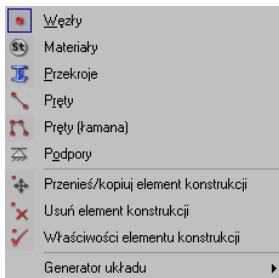 Węzły
St Materiały
Przekroje
Pręty
Pręty (łamana)
Podpory
Przenieś/kopiuj element konstrukcji
Usuń element konstrukcji
Właściwości elementu konstrukcji
Generator układu